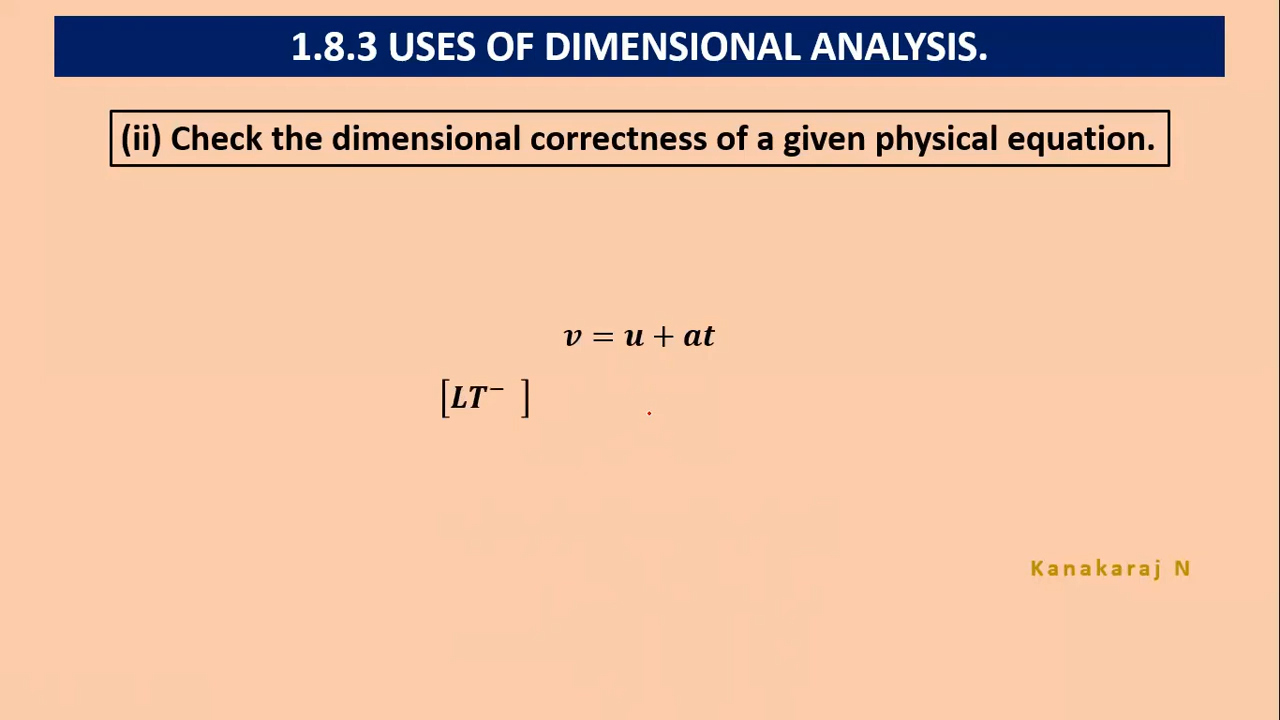 1.8.3 USES OF DIMENSIONAL ANALYSIS.
(ii) Check the dimensional correctness of a given physical equation.
v = u + at
[LT⁻ ]
Kanakaraj N